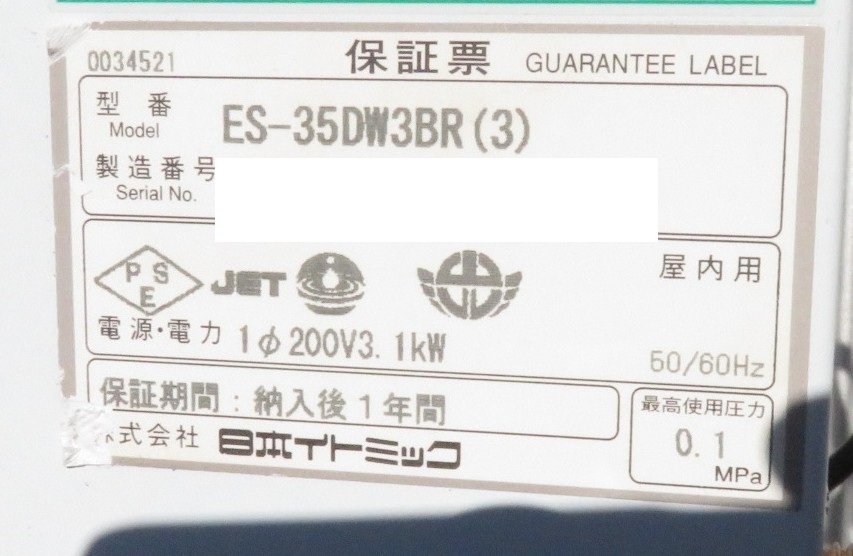 0034521 保証票 GUARANTEE LABEL
型番 ES-35DW3BR(3)
Model
製造番号
Serial No.
PSE JET
屋内用
電源・電力 1φ200V3.1kW
50/60Hz
保証期間:納入後1年間
最高使用圧力
0.1
MPa
式会社 日本イトミック